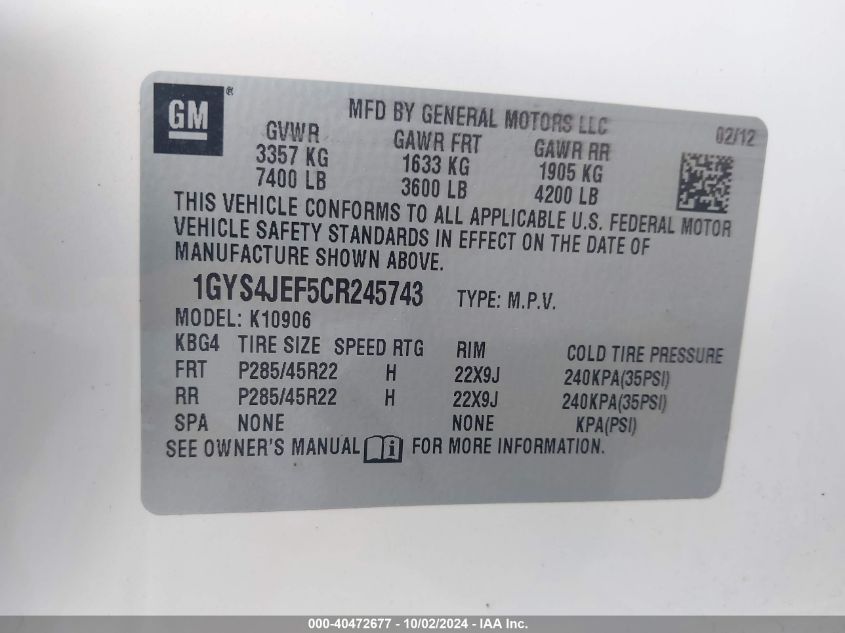 GM ®
MFD BY GENERAL MOTORS LLC 02/12
GVWR GAWR FRT GAWR RR
3357 KG 1633 KG 1905 KG
7400 LB 3600 LB 4200 LB
THIS VEHICLE CONFORMS TO ALL APPLICABLE U.S. FEDERAL MOTOR
VEHICLE SAFETY STANDARDS IN EFFECT ON THE DATE OF
MANUFACTURE SHOWN ABOVE.
1GYS4JEF5CR245743 TYPE: M.P.V.
MODEL: K10906
KBG4 TIRE SIZE SPEED RTG RIM COLD TIRE PRESSURE
FRT P285/45R22 H 22X9J 240KPA(35PSI)
RR P285/45R22 H 22X9J 240KPA(35PSI)
SPA NONE NONE KPA(PSI)
SEE OWNER'S MANUAL i FOR MORE INFORMATION.
000-40472677 - 10/02/2024 - IAA Inc.